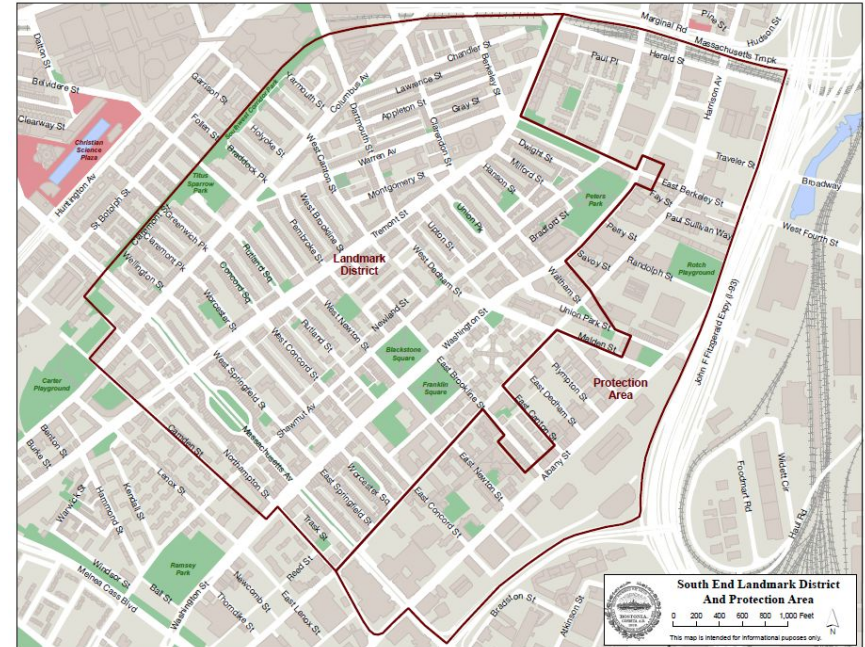 Marginal Rd
Pine St
Hudson St
Massachusetts Trnpk
Dalton St
Belvidere St
Clearway St
Christian
Science
Plaza
Huntington Av
St Botolph St
Garrison St
Follen St
Yarmouth St
Holyoke St
Braddock Pk
Columbus Av
Chandler St
Lawrence St
Appleton St
Gray St
Berkeley St
Dartmouth St
Clarendon St
Warren Av
West Canton St
Montgomery St
Paul Pl
Herald St
Harrison Av
Traveler St
Broadway
West Fourth St
East Berkeley St
Fay St
Paul Sullivan Way
Dwight St
Milford St
Hanson St
Bradford St
Peters
Park
Perry St
Savoy St
Randolph St
Rotch
Playground
Waltham St
Union Park St
Malden St
Titus
Sparrow
Park
Claremont St
Greenwich Pk
Claremont Pk
Wellington St
Rutland Sq
Concord Sq
Worcester St
West Brookline St
Pembroke St
Tremont St
Union Pk
Upton St
West Dedham St
Landmark
District
West Newton St
Rutland St
West Concord St
West Springfield St
Newland St
Washington St
Blackstone
Square
Franklin
Square
East Brookline St
Plympton St
East Dedham St
East Canton St
Protection
Area
Albany St
John F Fitzgerald Expy (I-93)
Carter
Playground
Camden St
Northampton St
Massachusetts Av
Shawmut Av
Worcester Sq
East Springfield St
East Newton St
East Concord St
Trask St
Reed St
Benton St
Burke St
Warwick St
Hammond St
Kendall St
Lenox St
Ramsey
Park
Windsor St
Melnea Cass Blvd
Bat St
Washington St
Newcomb St
Thorndike St
East Lenox St
Bradston St
Atkinson St
Foodmart Rd
Widett Cir
Haul Rd
South End Landmark District
And Protection Area
0 200 400 600 800 1,000 Feet
N
This map is intended for informational puposes only.